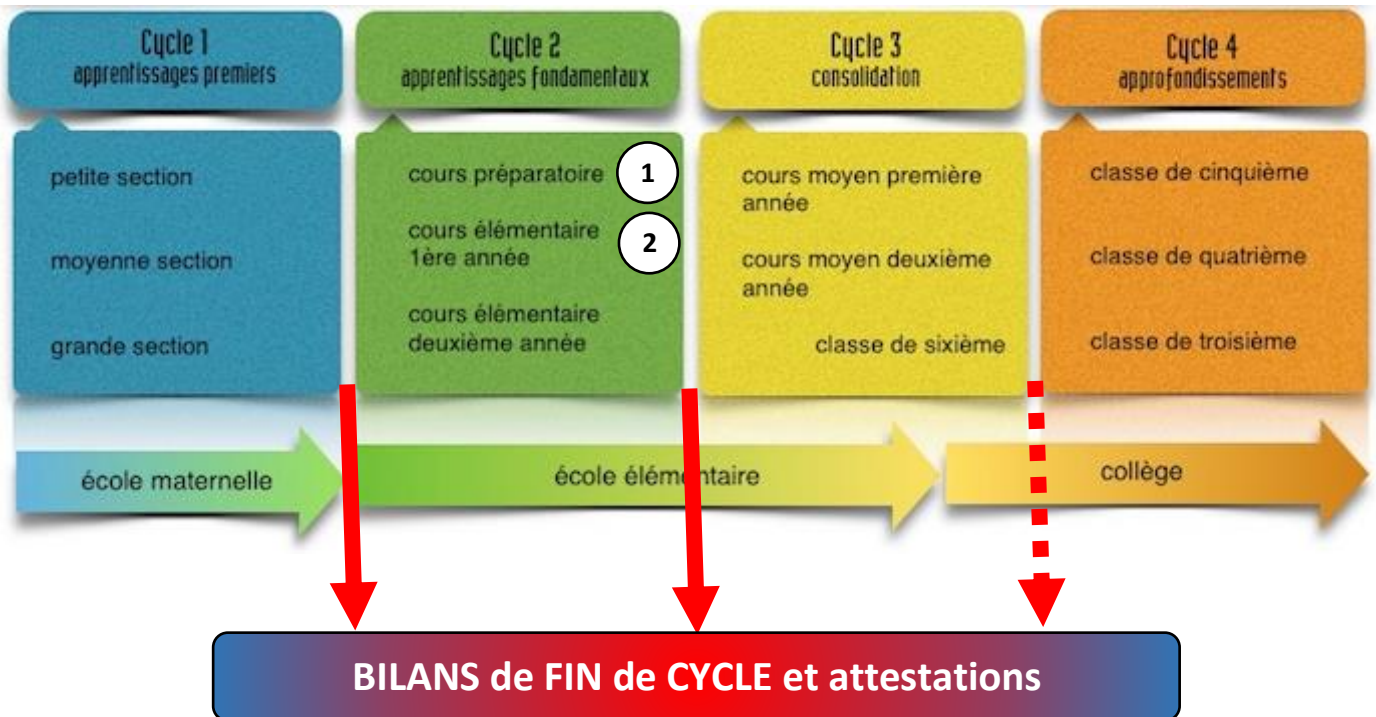 Cycle 1
apprentissages premiers
petite section
moyenne section
grande section
Cycle 2
apprentissages fondamentaux
cours préparatoire
1
cours élémentaire
1ère année
2
cours élémentaire
deuxième année
Cycle 3
consolidation
cours moyen première
année
cours moyen deuxième
année
classe de sixième
Cycle 4
approfondissements
classe de cinquième
classe de quatrième
classe de troisième
école maternelle
école élémentaire
collège
BILANS de FIN de CYCLE et attestations